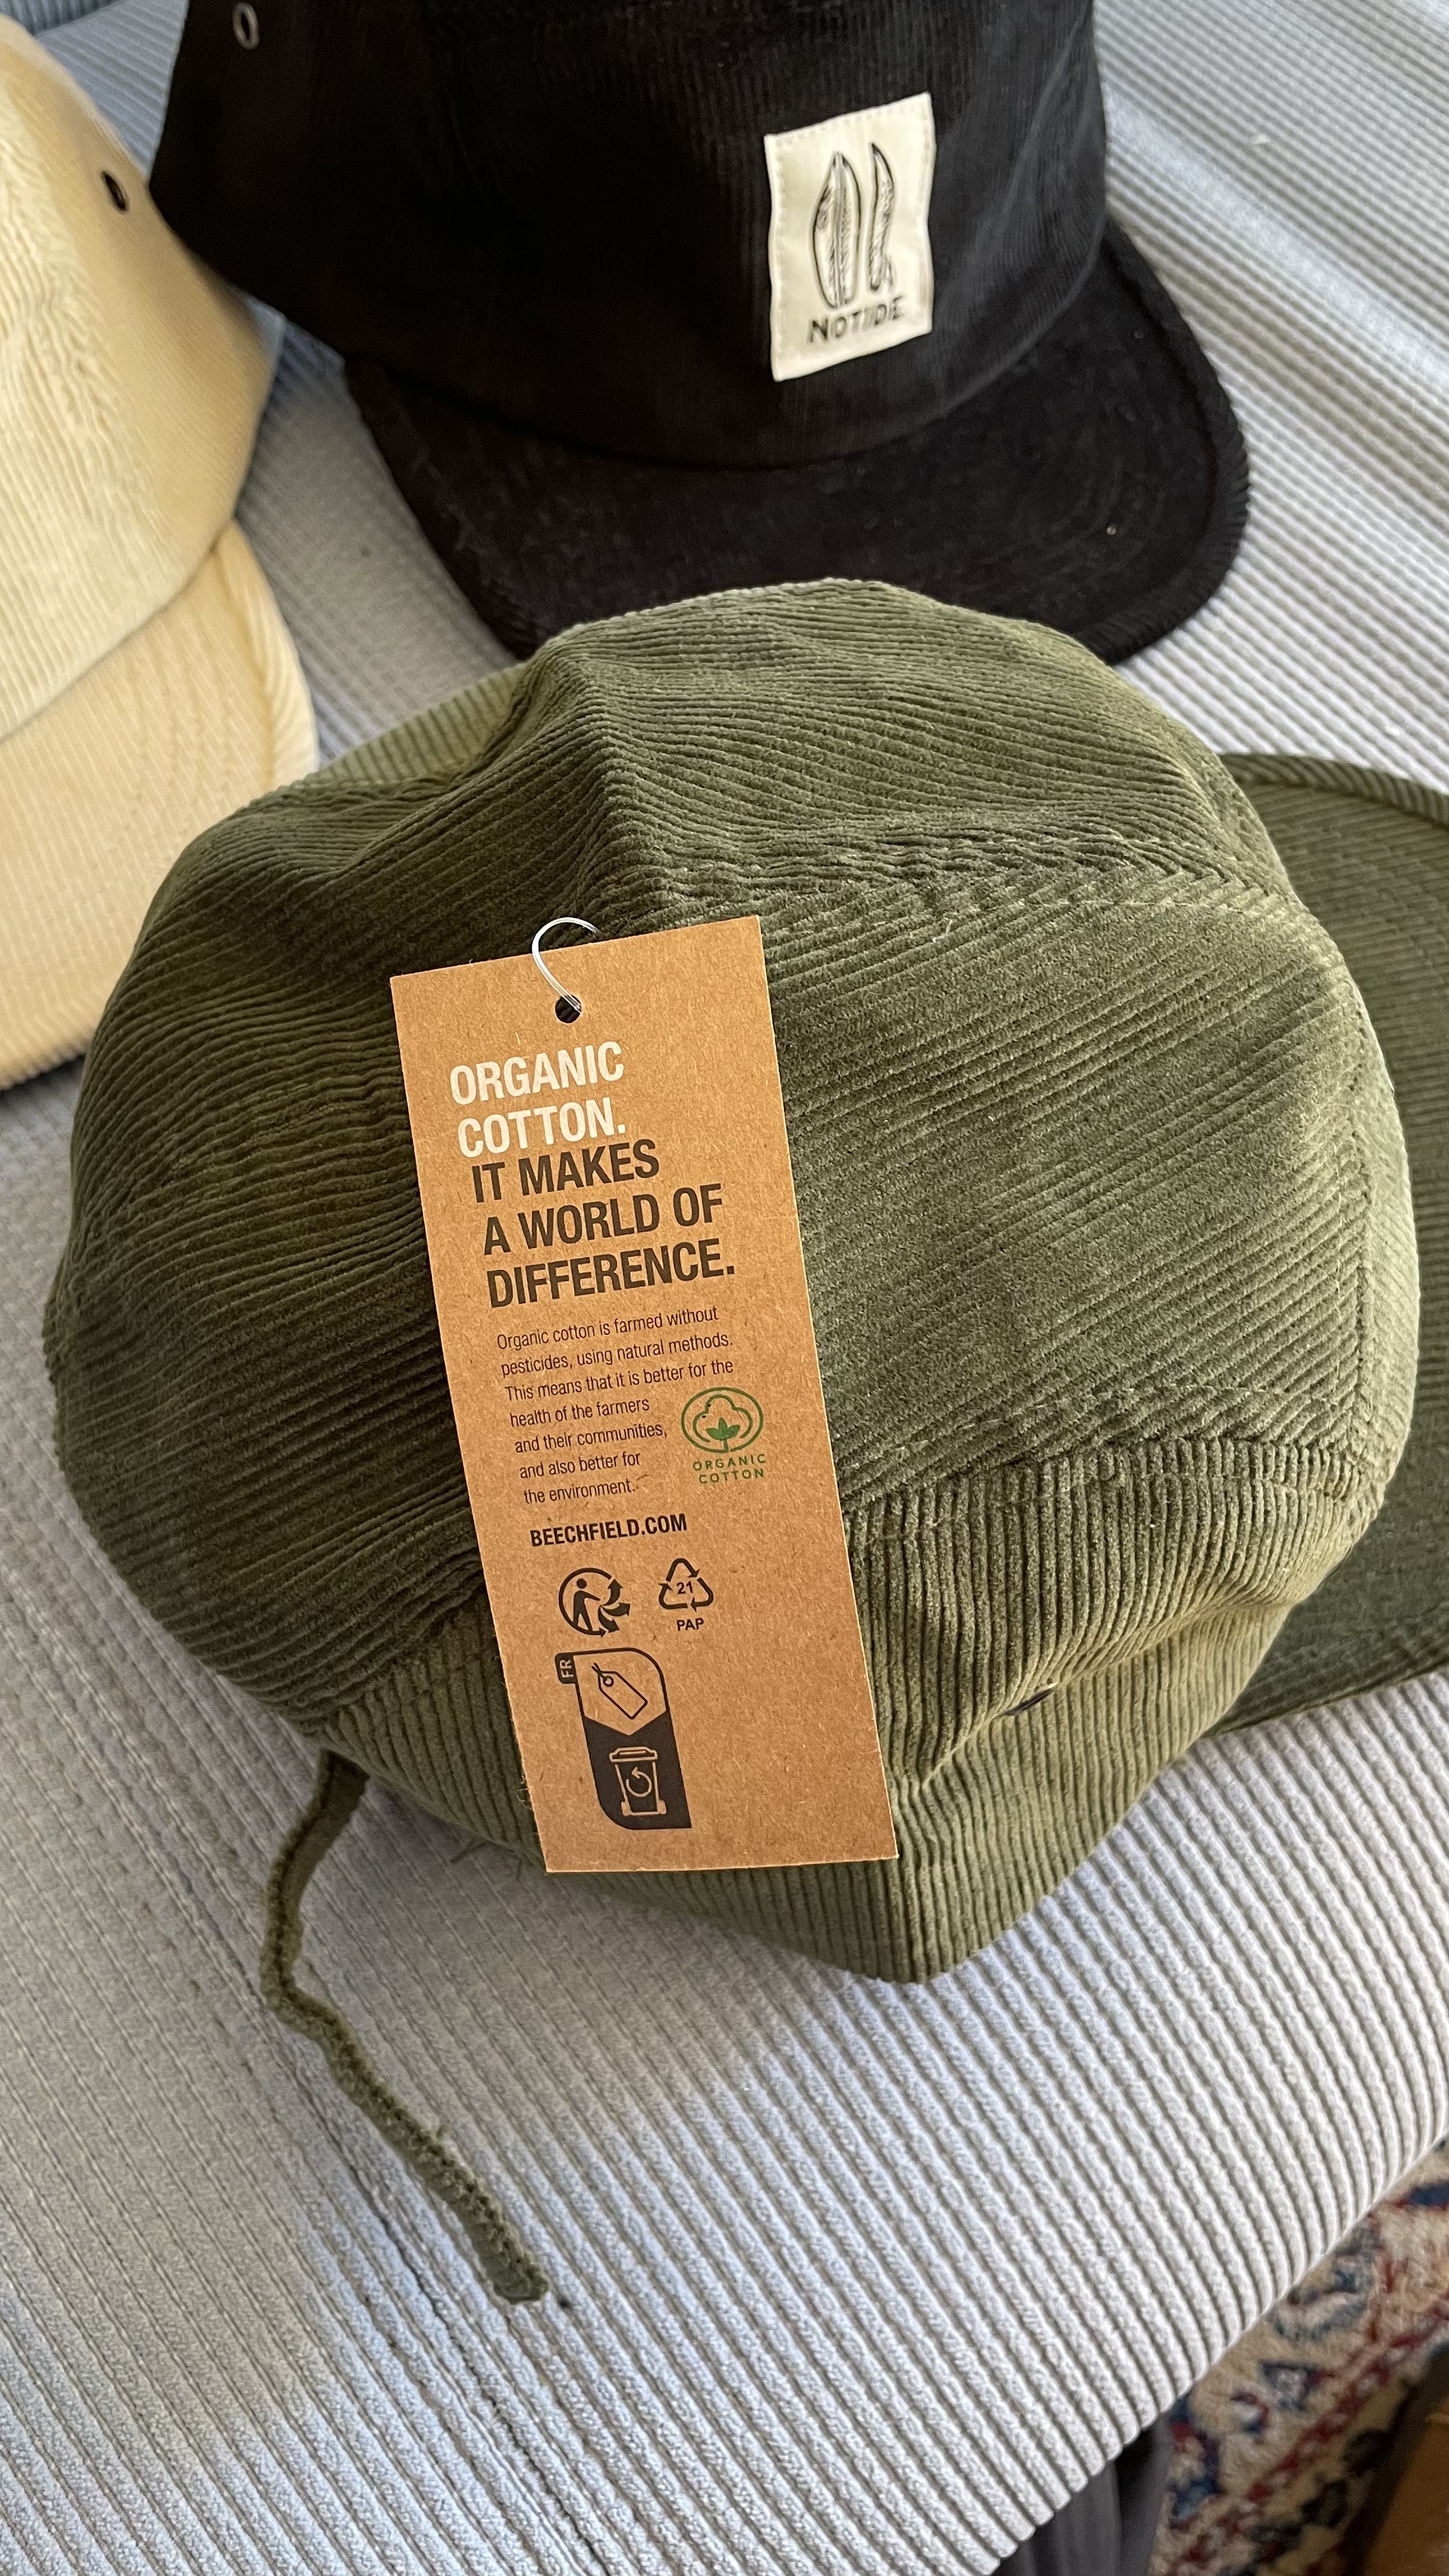 NOTIDE
ORGANIC
COTTON.
IT MAKES
A WORLD OF
DIFFERENCE.
Organic cotton is farmed without
pesticides, using natural methods.
This means that it is better for the
health of the farmers
and their communities,
and also better for
the environment.
ORGANIC
COTTON
BEECHFIELD.COM
21
PAP
FR